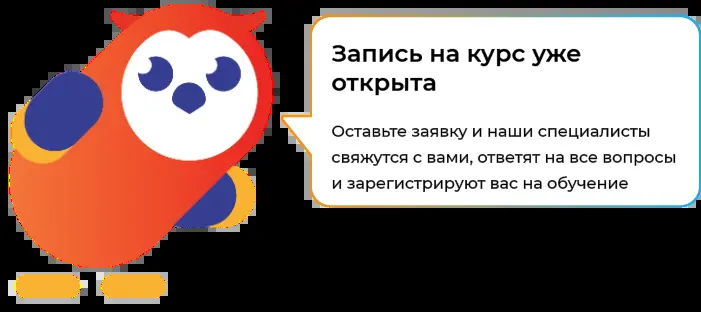 Запись на курс уже
открыта
Оставьте заявку и наши специалисты
свяжутся с вами, ответят на все вопросы
и зарегистрируют вас на обучение